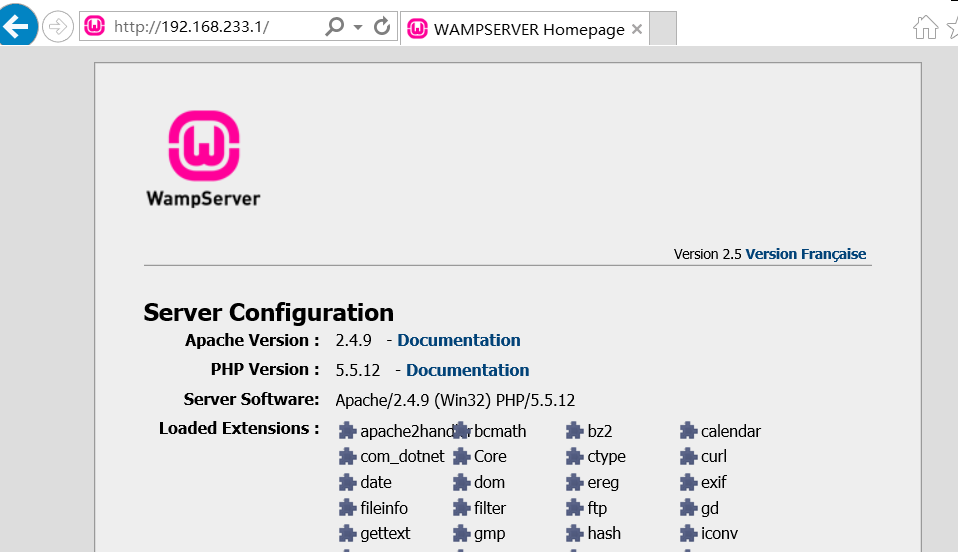 http://192.168.233.1/
WAMPSERVER Homepage
WampServer
Version 2.5 Version Française
Server Configuration
Apache Version : 2.4.9 - Documentation
PHP Version : 5.5.12 - Documentation
Server Software: Apache/2.4.9 (Win32) PHP/5.5.12
Loaded Extensions : apache2handler bcmath bz2 calendar
com_dotnet Core ctype curl
date dom ereg exif
fileinfo filter ftp gd
gettext gmp hash iconv